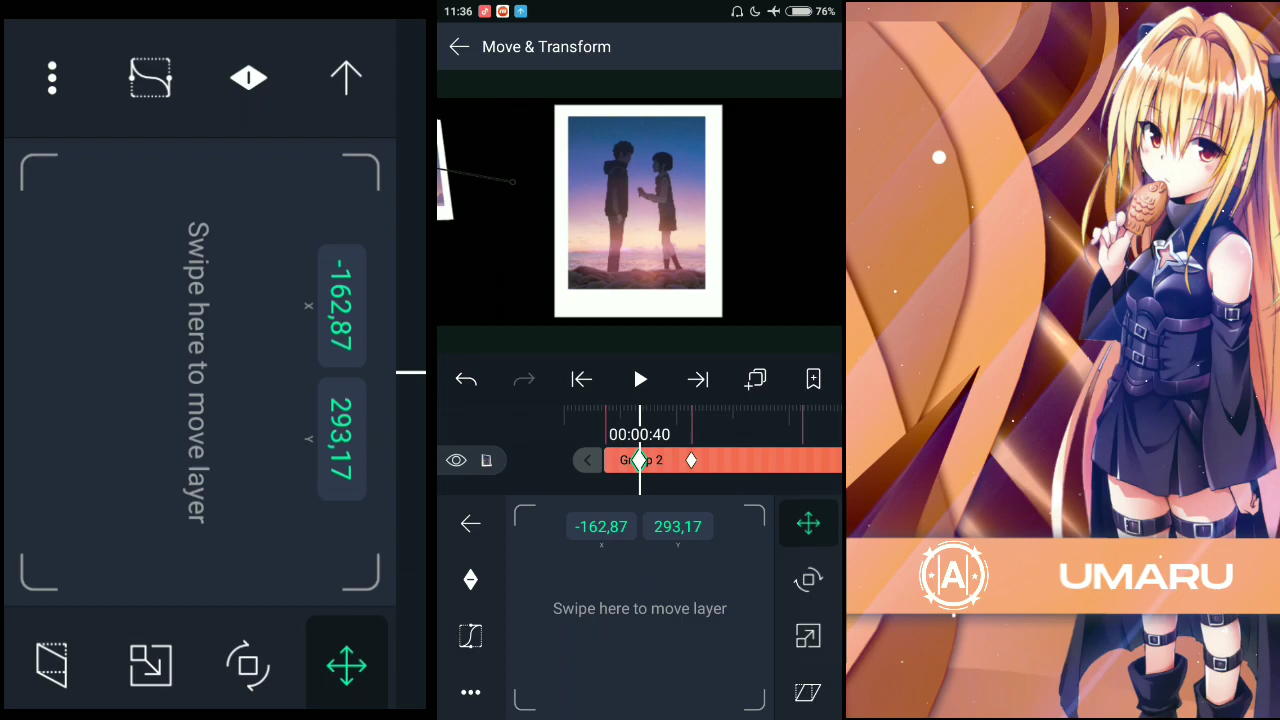 Swipe here to move layer
-162,87
X
293,17
Y
11:36
76%
Move & Transform
00:00:40
Group 2
-162,87
293,17
X
Y
Swipe here to move layer
A
UMARU